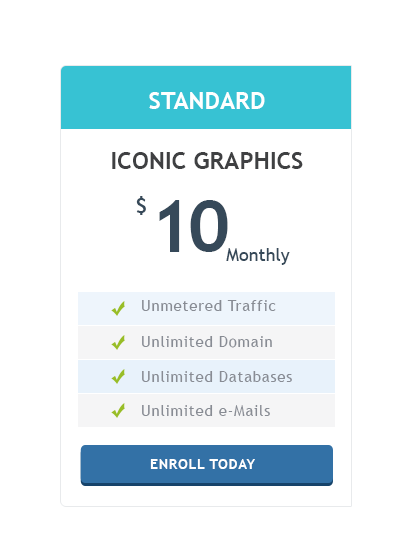 STANDARD
ICONIC GRAPHICS
$ 10 Monthly
Unmetered Traffic
Unlimited Domain
Unlimited Databases
Unlimited e-Mails
ENROLL TODAY